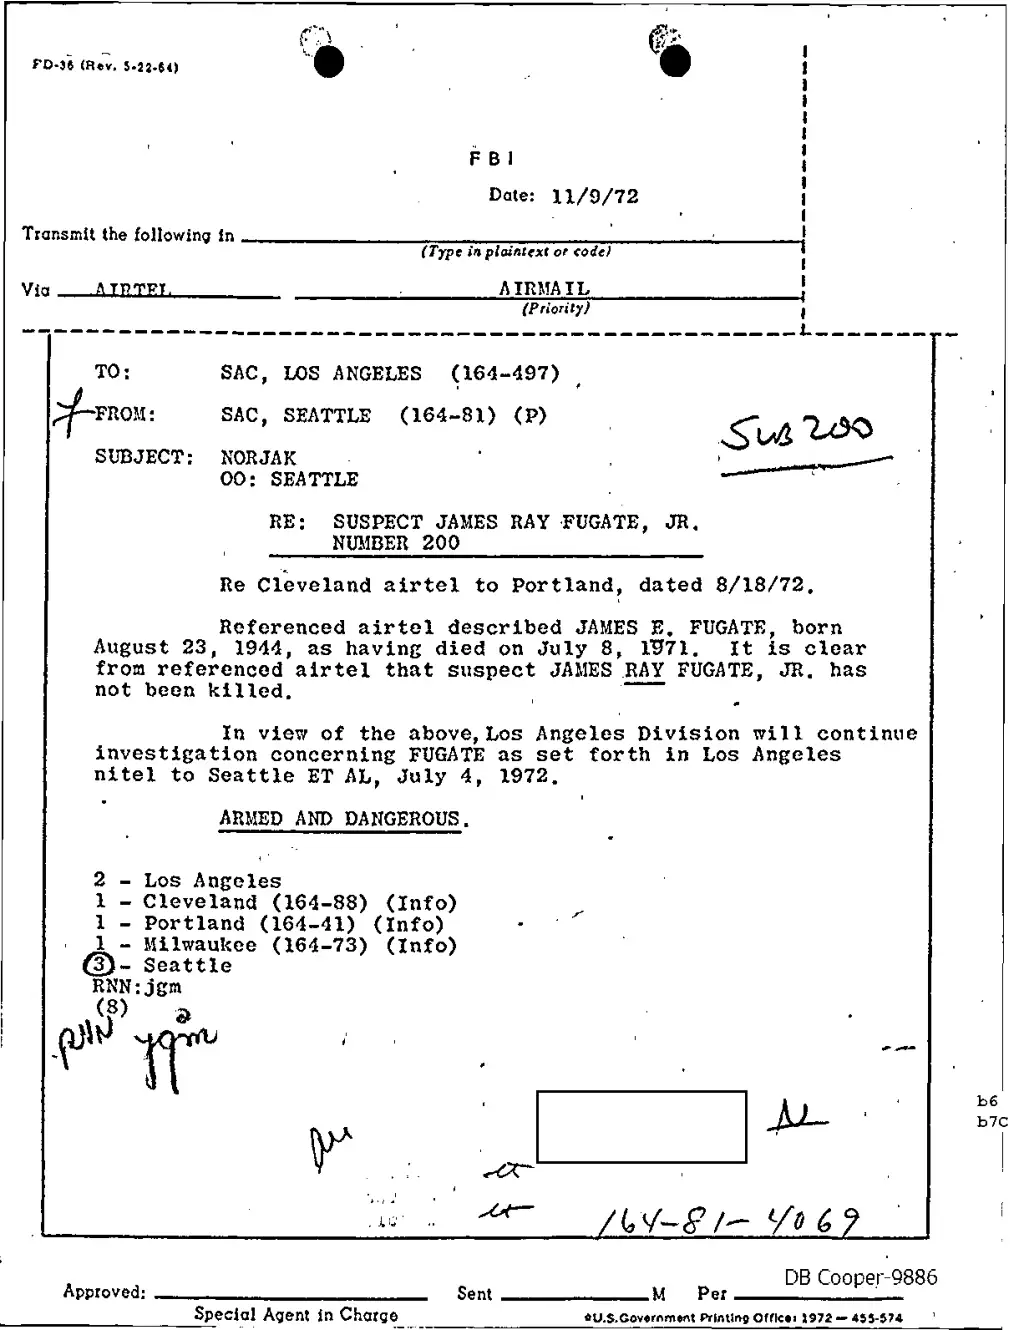 FD-36 (Rev. 5-22-64)
FBI
Date: 11/9/72
Transmit the following in
(Type in plaintext or code)
Via AIRTEL AIRMAIL
(Priority)
TO: SAC, LOS ANGELES (164-497)
FROM: SAC, SEATTLE (164-81) (P)
SUB 200
SUBJECT: NORJAK
OO: SEATTLE
RE: SUSPECT JAMES RAY FUGATE, JR.
NUMBER 200
Re Cleveland airtel to Portland, dated 8/18/72.
Referenced airtel described JAMES E. FUGATE, born
August 23, 1944, as having died on July 8, 1971. It is clear
from referenced airtel that suspect JAMES RAY FUGATE, JR. has
not been killed.
In view of the above, Los Angeles Division will continue
investigation concerning FUGATE as set forth in Los Angeles
nitel to Seattle ET AL, July 4, 1972.
ARMED AND DANGEROUS.
2 - Los Angeles
1 - Cleveland (164-88) (Info)
1 - Portland (164-41) (Info)
1 - Milwaukee (164-73) (Info)
3 - Seattle
RNN:jgm
(8)
jgm
b6
b7C
164-81-4069
DB Cooper-9886
Approved: Sent M Per
Special Agent in Charge
U.S.Government Printing Office: 1972 — 455-574